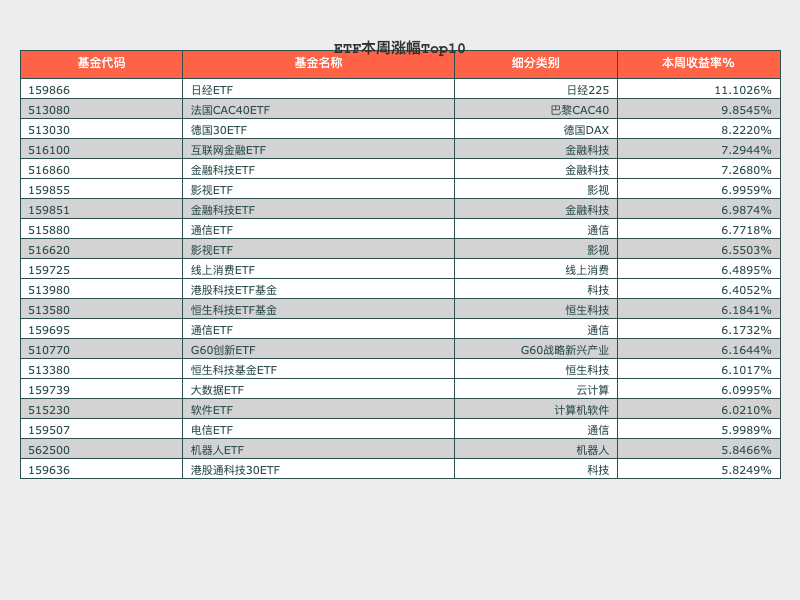 ETF本周涨幅Top10
基金代码 基金名称 细分类别 本周收益率%
159866 日经ETF 日经225 11.1026%
513080 法国CAC40ETF 巴黎CAC40 9.8545%
513030 德国30ETF 德国DAX 8.2220%
516100 互联网金融ETF 金融科技 7.2944%
516860 金融科技ETF 金融科技 7.2680%
159855 影视ETF 影视 6.9959%
159851 金融科技ETF 金融科技 6.9874%
515880 通信ETF 通信 6.7718%
516620 影视ETF 影视 6.5503%
159725 线上消费ETF 线上消费 6.4895%
513980 港股科技ETF基金 科技 6.4052%
513580 恒生科技ETF基金 恒生科技 6.1841%
159695 通信ETF 通信 6.1732%
510770 G60创新ETF G60战略新兴产业 6.1644%
513380 恒生科技基金ETF 恒生科技 6.1017%
159739 大数据ETF 云计算 6.0995%
515230 软件ETF 计算机软件 6.0210%
159507 电信ETF 通信 5.9989%
562500 机器人ETF 机器人 5.8466%
159636 港股通科技30ETF 科技 5.8249%